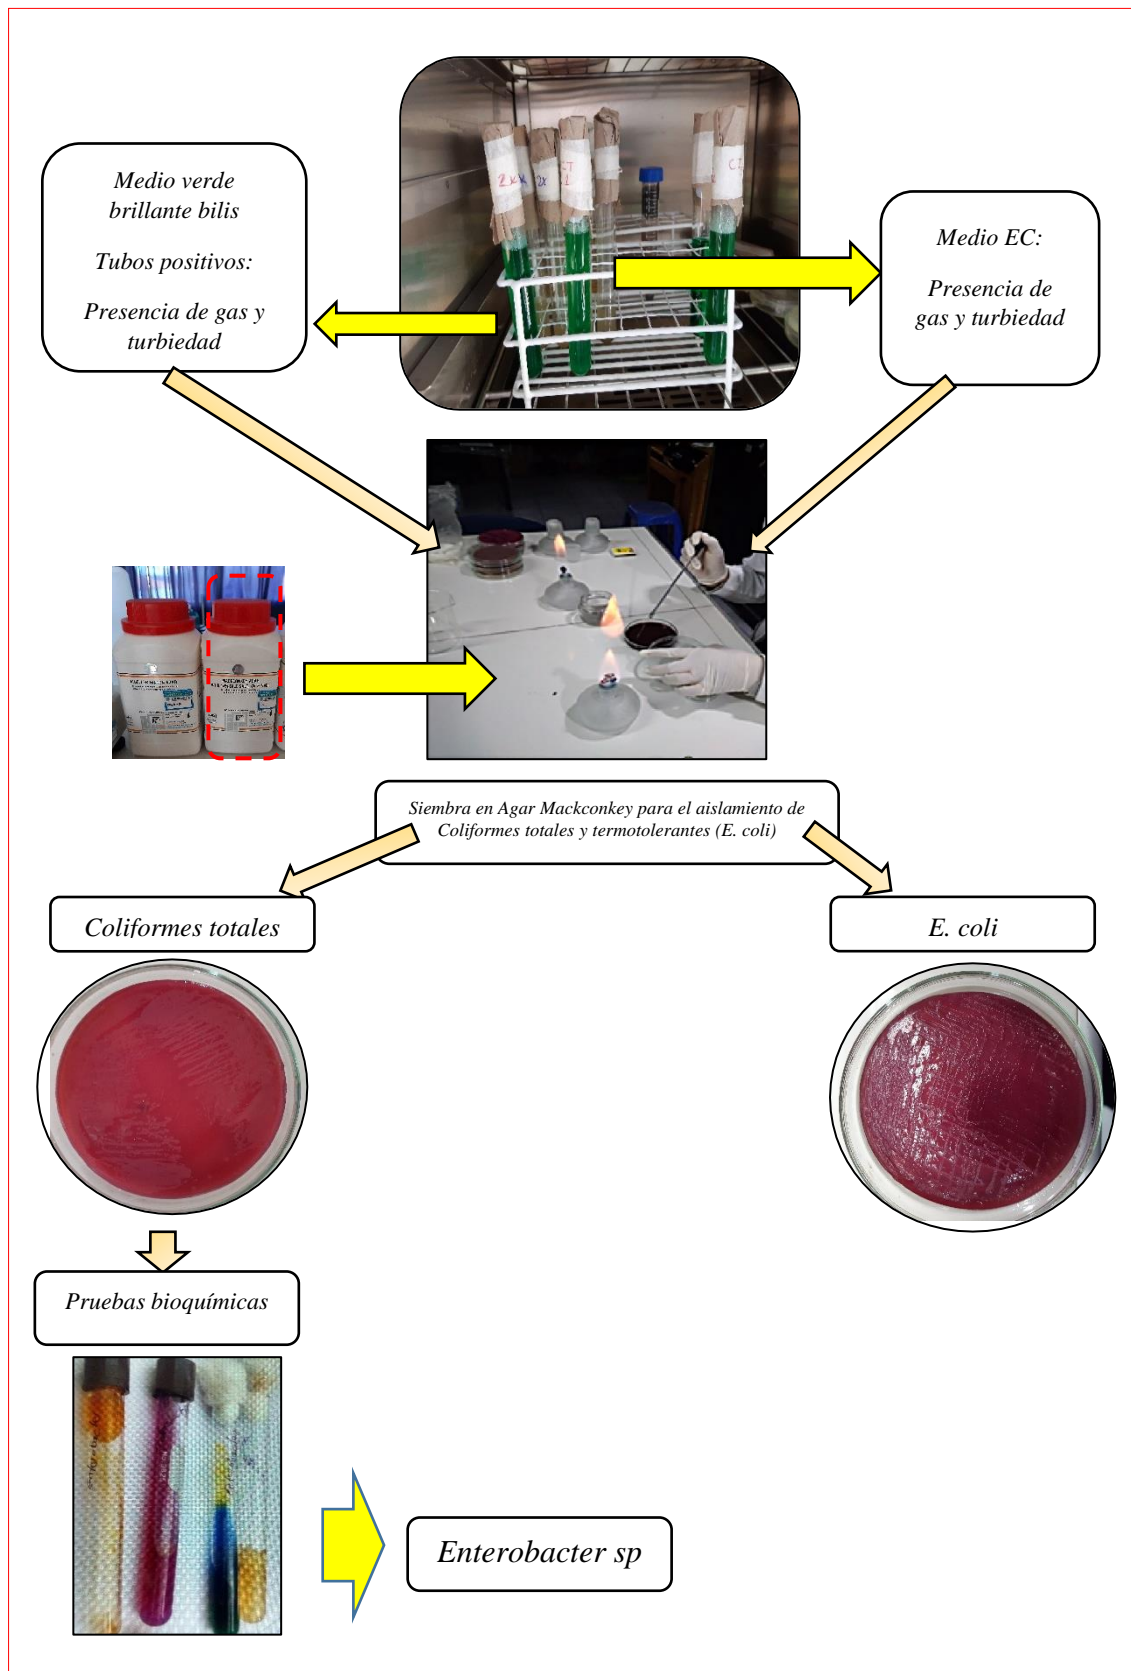 Medio verde
brillante bilis
Tubos positivos:
Presencia de gas y
turbiedad
Medio EC:
Presencia de
gas y turbiedad
2x
Siembra en Agar Mackconkey para el aislamiento de
Coliformes totales y termotolerantes (E. coli)
Coliformes totales
E. coli
Pruebas bioquímicas
Enterobacter sp